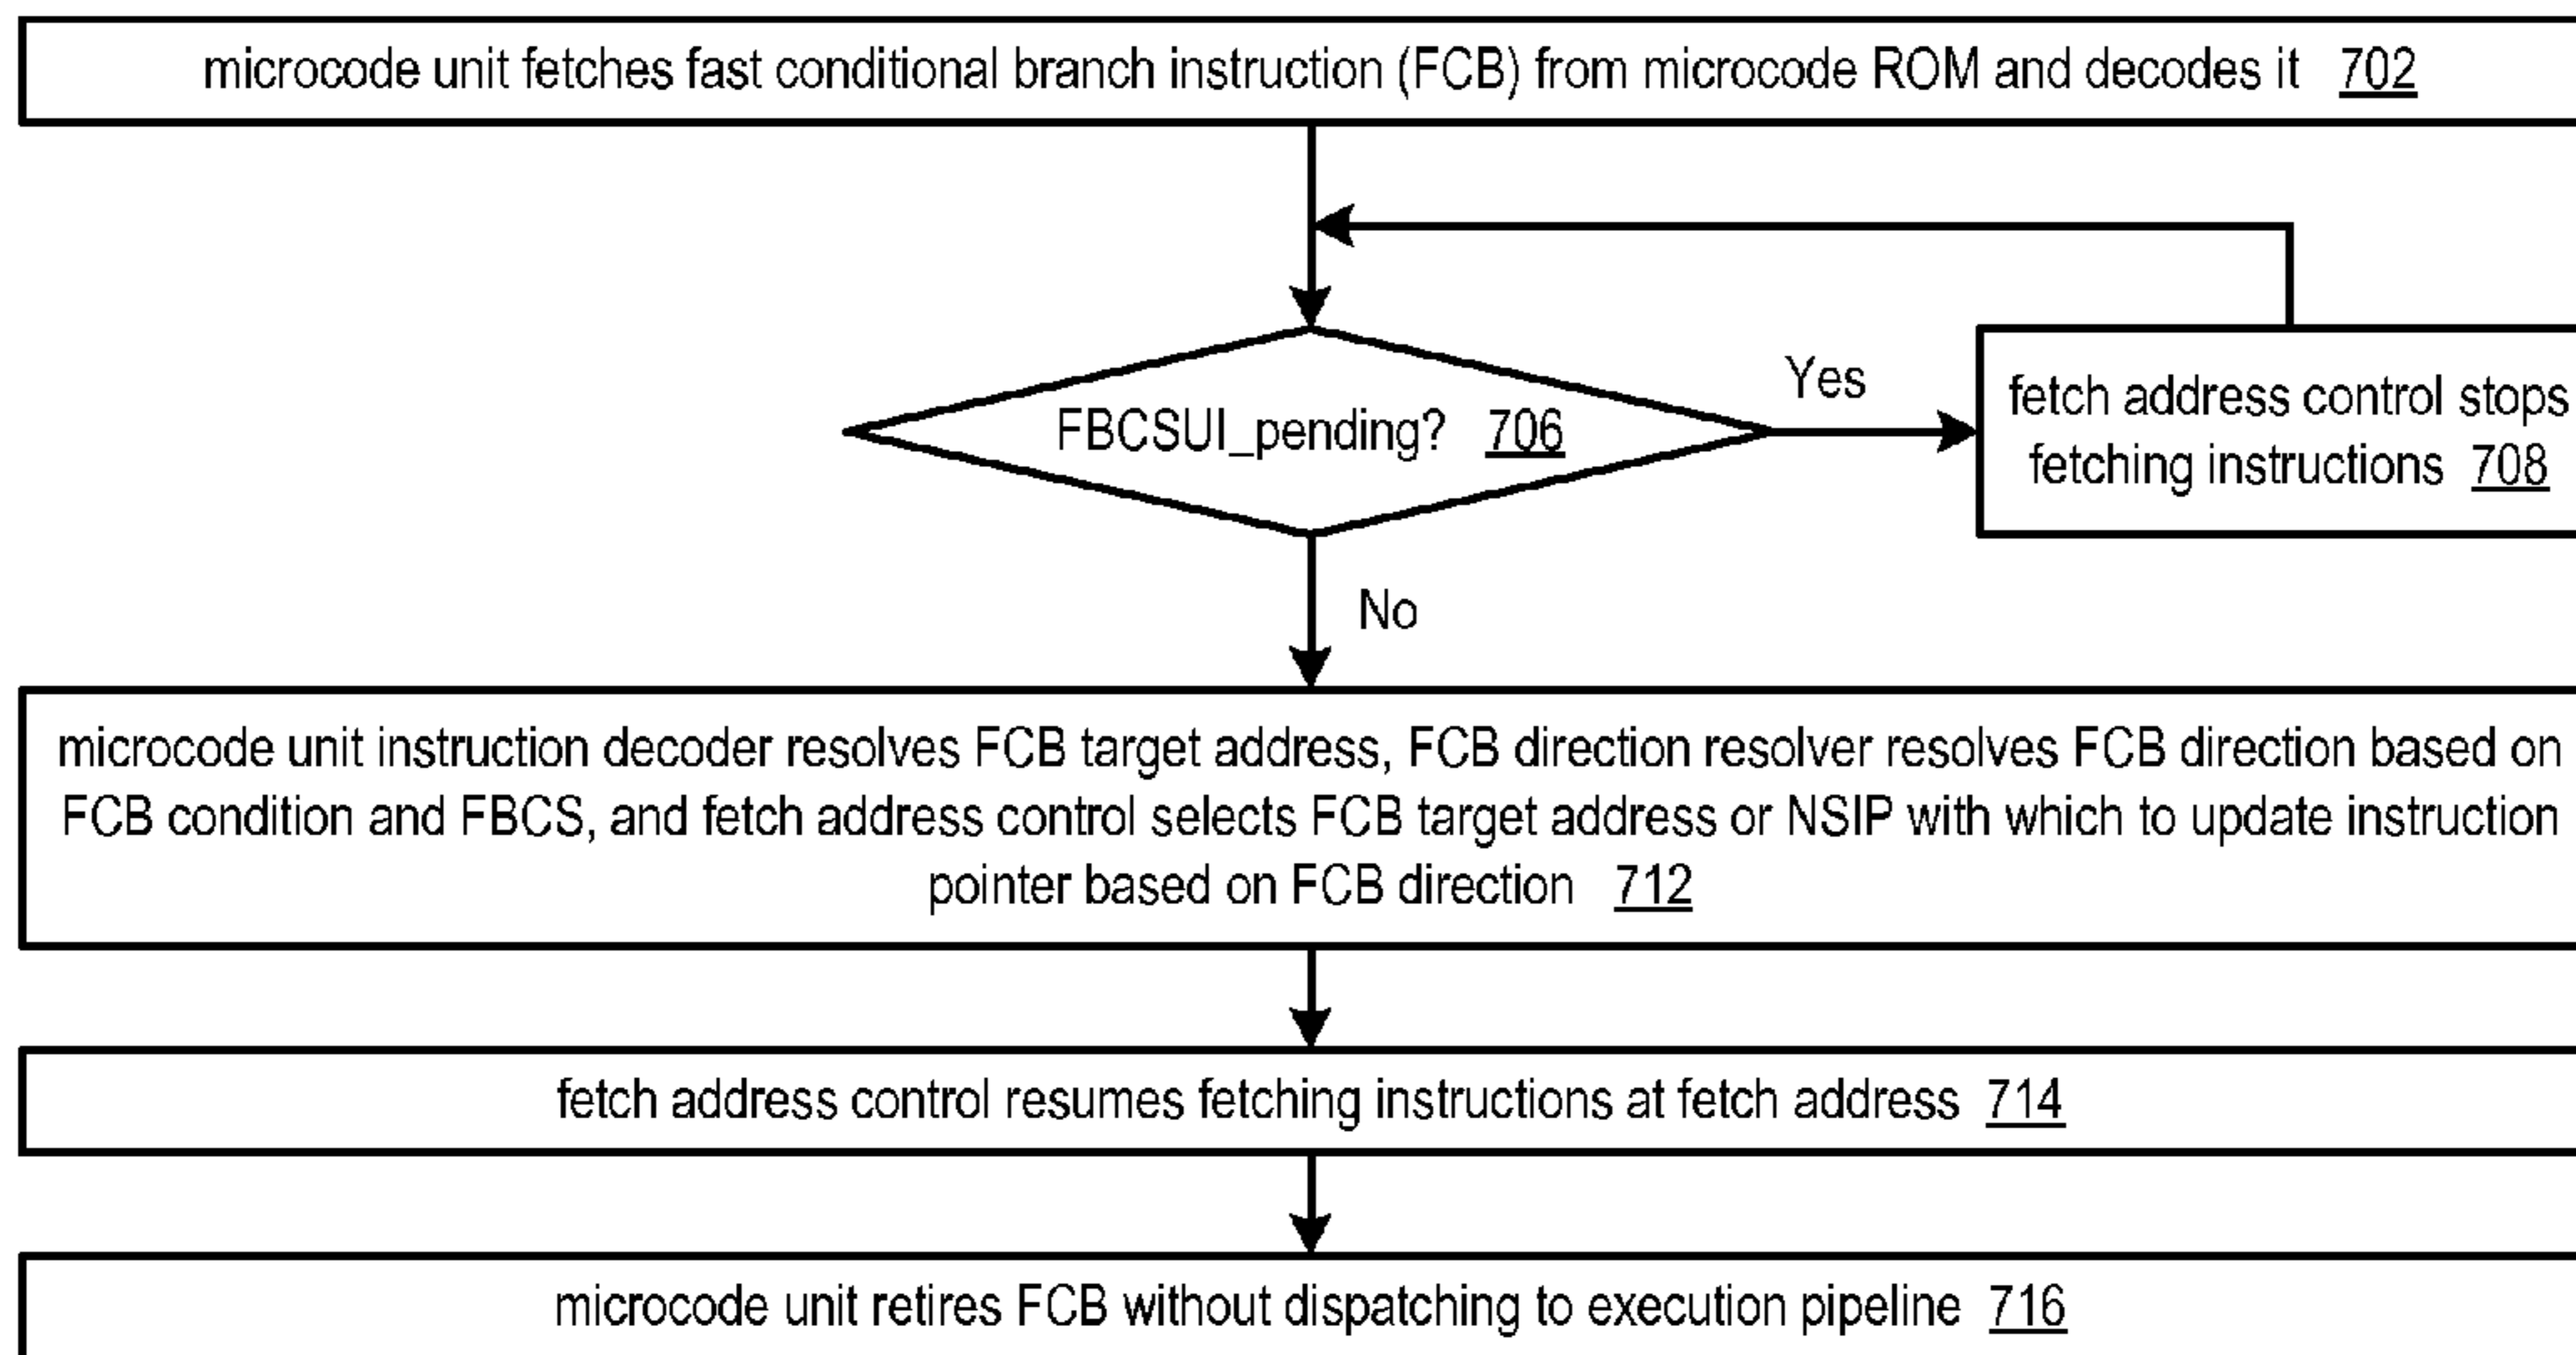 microcode unit fetches fast conditional branch instruction (FCB) from microcode ROM and decodes it 702
Yes
FBCSUI_pending? 706
fetch address control stops
fetching instructions 708
No
microcode unit instruction decoder resolves FCB target address, FCB direction resolver resolves FCB direction based on
FCB condition and FBCS, and fetch address control selects FCB target address or NSIP with which to update instruction
pointer based on FCB direction 712
fetch address control resumes fetching instructions at fetch address 714
microcode unit retires FCB without dispatching to execution pipeline 716